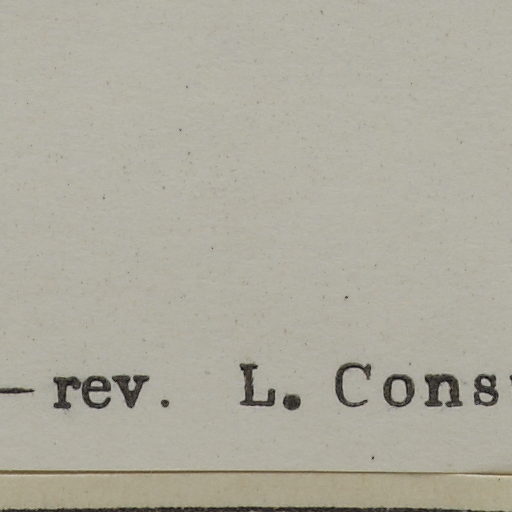 — rev. L. Cons